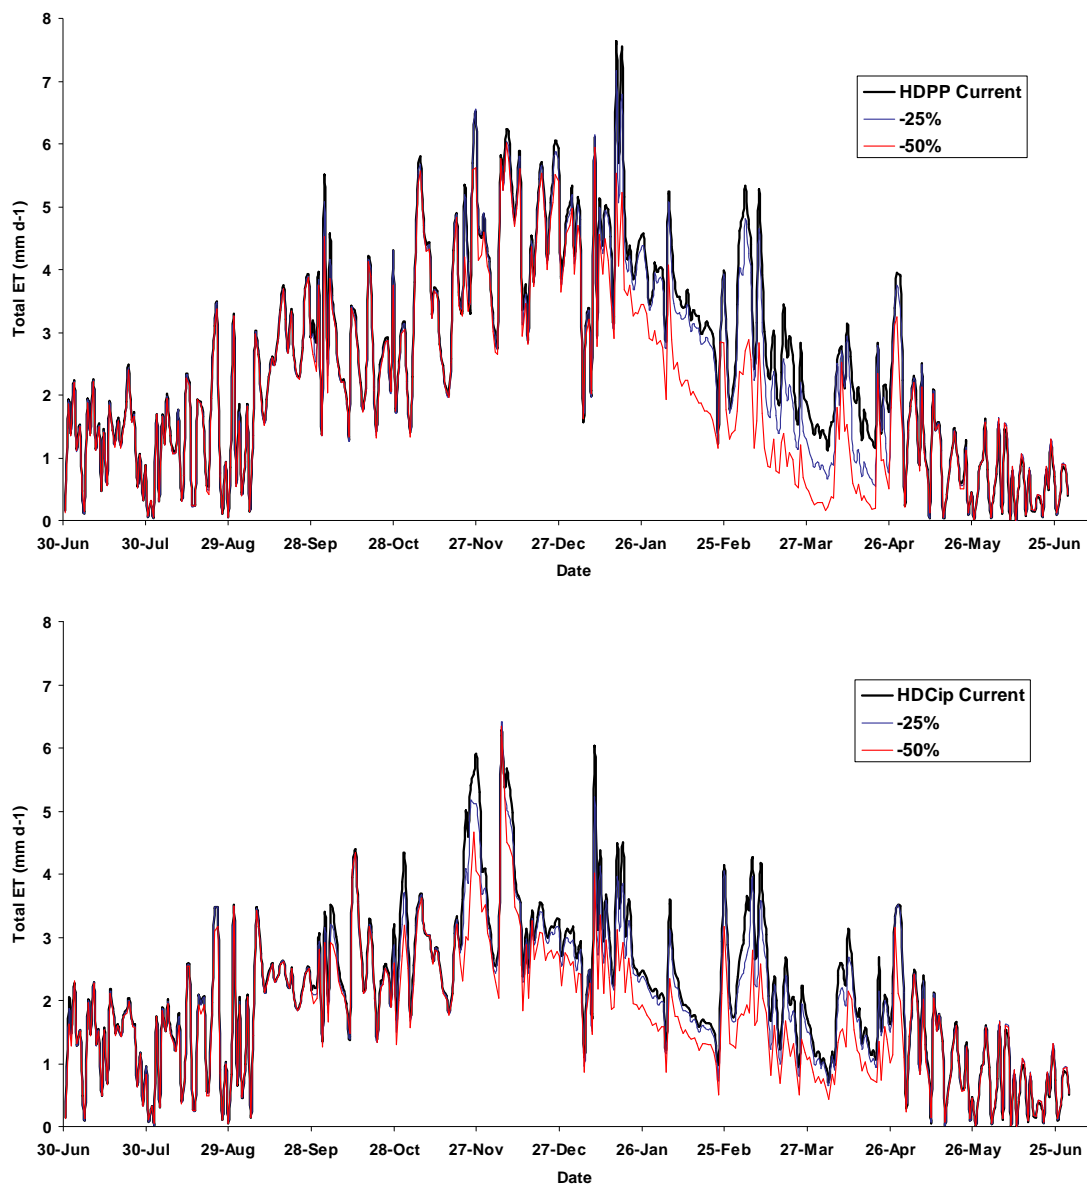 8
7
6
5
4
3
2
1
0
Total ET (mm d-1)
HDPP Current
-25%
-50%
30-Jun 30-Jul 29-Aug 28-Sep 28-Oct 27-Nov 27-Dec 26-Jan 25-Feb 27-Mar 26-Apr 26-May 25-Jun
Date
8
7
6
5
4
3
2
1
0
Total ET (mm d-1)
HDCip Current
-25%
-50%
30-Jun 30-Jul 29-Aug 28-Sep 28-Oct 27-Nov 27-Dec 26-Jan 25-Feb 27-Mar 26-Apr 26-May 25-Jun
Date